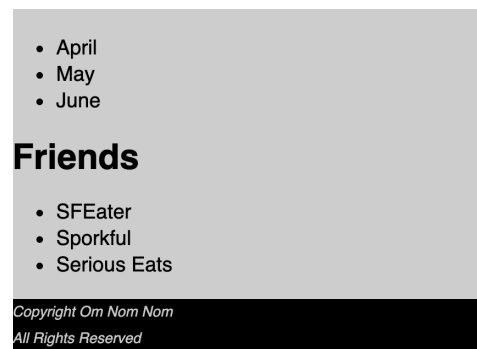 April
May
June
Friends
SFEater
Sporkful
Serious Eats
Copyright Om Nom Nom
All Rights Reserved